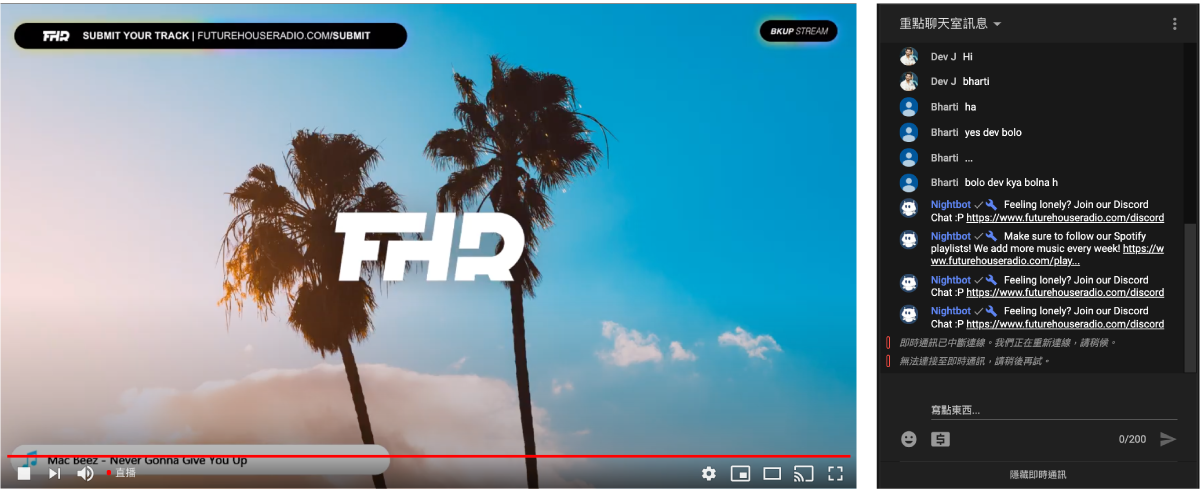 FHR SUBMIT YOUR TRACK | FUTUREHOUSERADIO.COM/SUBMIT
BKUP STREAM
FHR
Mac Beez - Never Gonna Give You Up
直播
重點聊天室訊息
Dev J Hi
Dev J bharti
Bharti ha
Bharti yes dev bolo
Bharti ...
Bharti bolo dev kya bolna h
Nightbot Feeling lonely? Join our Discord
Chat :P https://www.futurehouseradio.com/discord
Nightbot Make sure to follow our Spotify
playlists! We add more music every week! https://w
ww.futurehouseradio.com/play...
Nightbot Feeling lonely? Join our Discord
Chat :P https://www.futurehouseradio.com/discord
Nightbot Feeling lonely? Join our Discord
Chat :P https://www.futurehouseradio.com/discord
即時通訊已中斷連線。我們正在重新連線，請稍候。
無法連接至即時通訊，請稍後再試。
寫點東西...
0/200
隱藏即時通訊